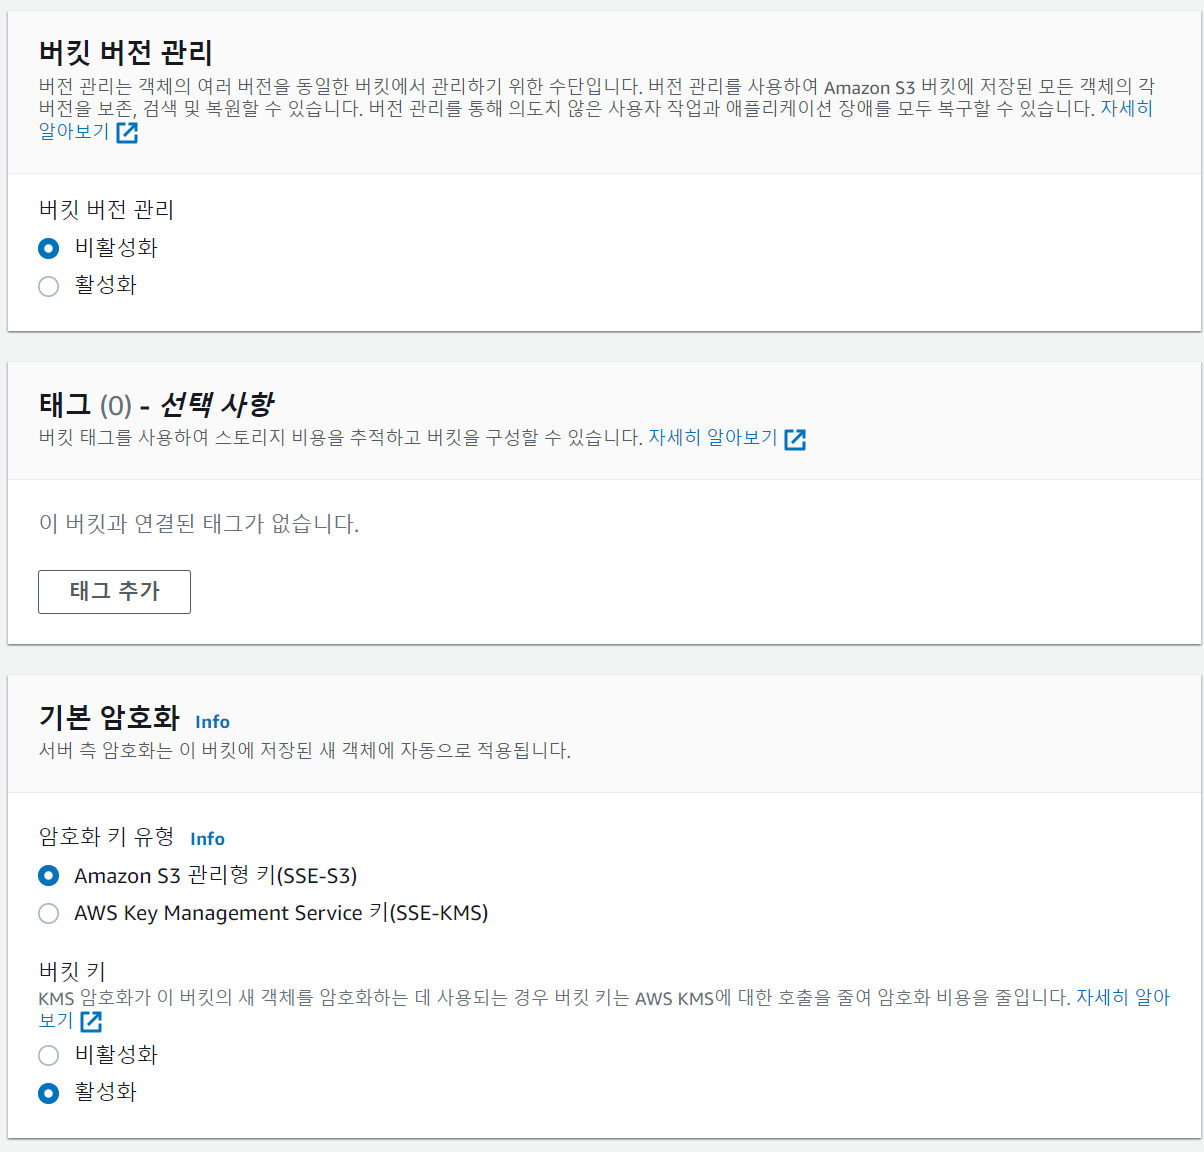 버킷 버전 관리
버전 관리는 객체의 여러 버전을 동일한 버킷에서 관리하기 위한 수단입니다. 버전 관리를 사용하여 Amazon S3 버킷에 저장된 모든 객체의 각
버전을 보존, 검색 및 복원할 수 있습니다. 버전 관리를 통해 의도치 않은 사용자 작업과 애플리케이션 장애를 모두 복구할 수 있습니다. 자세히
알아보기
버킷 버전 관리
비활성화
활성화
태그 (0) - 선택 사항
버킷 태그를 사용하여 스토리지 비용을 추적하고 버킷을 구성할 수 있습니다. 자세히 알아보기
이 버킷과 연결된 태그가 없습니다.
태그 추가
기본 암호화 Info
서버 측 암호화는 이 버킷에 저장된 새 객체에 자동으로 적용됩니다.
암호화 키 유형 Info
Amazon S3 관리형 키(SSE-S3)
AWS Key Management Service 키(SSE-KMS)
버킷 키
KMS 암호화가 이 버킷의 새 객체를 암호화하는 데 사용되는 경우 버킷 키는 AWS KMS에 대한 호출을 줄여 암호화 비용을 줄입니다. 자세히 알아
보기
비활성화
활성화